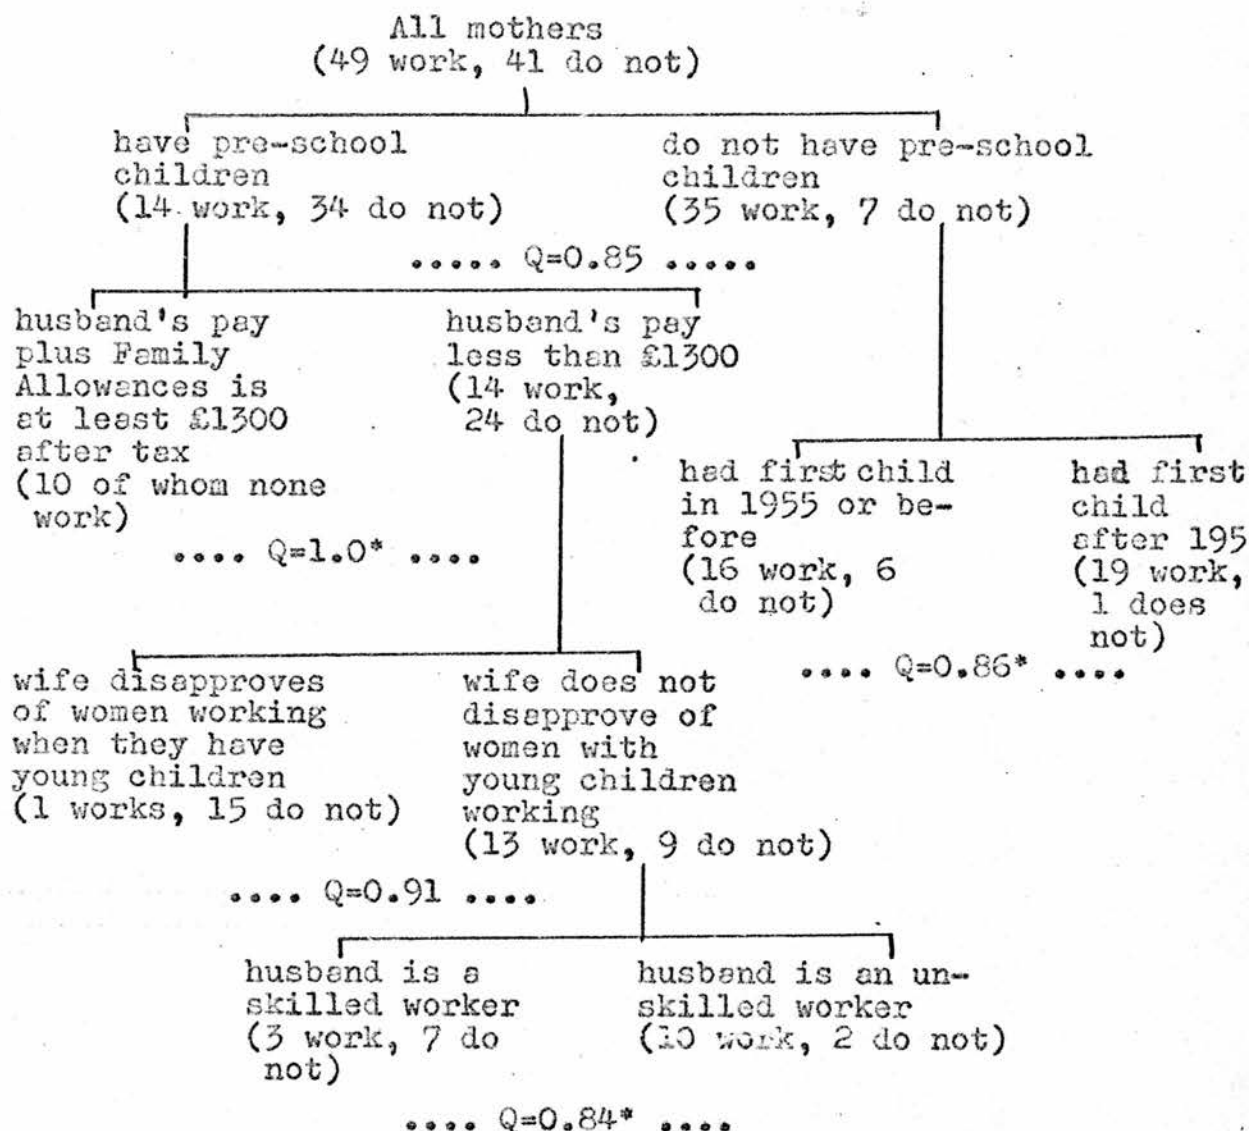 All mothers
(49 work, 41 do not)
have pre-school
children
(14 work, 34 do not)
do not have pre-school
children
(35 work, 7 do not)
..... Q=0.85 .....
husband's pay
plus Family
Allowances is
at least £1300
after tax
(10 of whom none
work)
husband's pay
less than £1300
(14 work,
24 do not)
.... Q=1.0* ....
had first child
in 1955 or be-
fore
(16 work, 6
do not)
had first
child
after 195
(19 work,
1 does
not)
.... Q=0.86* ....
wife disapproves
of women working
when they have
young children
(1 works, 15 do not)
wife does not
disapprove of
women with
young children
working
(13 work, 9 do not)
.... Q=0.91 ....
husband is a
skilled worker
(3 work, 7 do
not)
husband is an un-
skilled worker
(10 work, 2 do not)
.... Q=0.84* ....